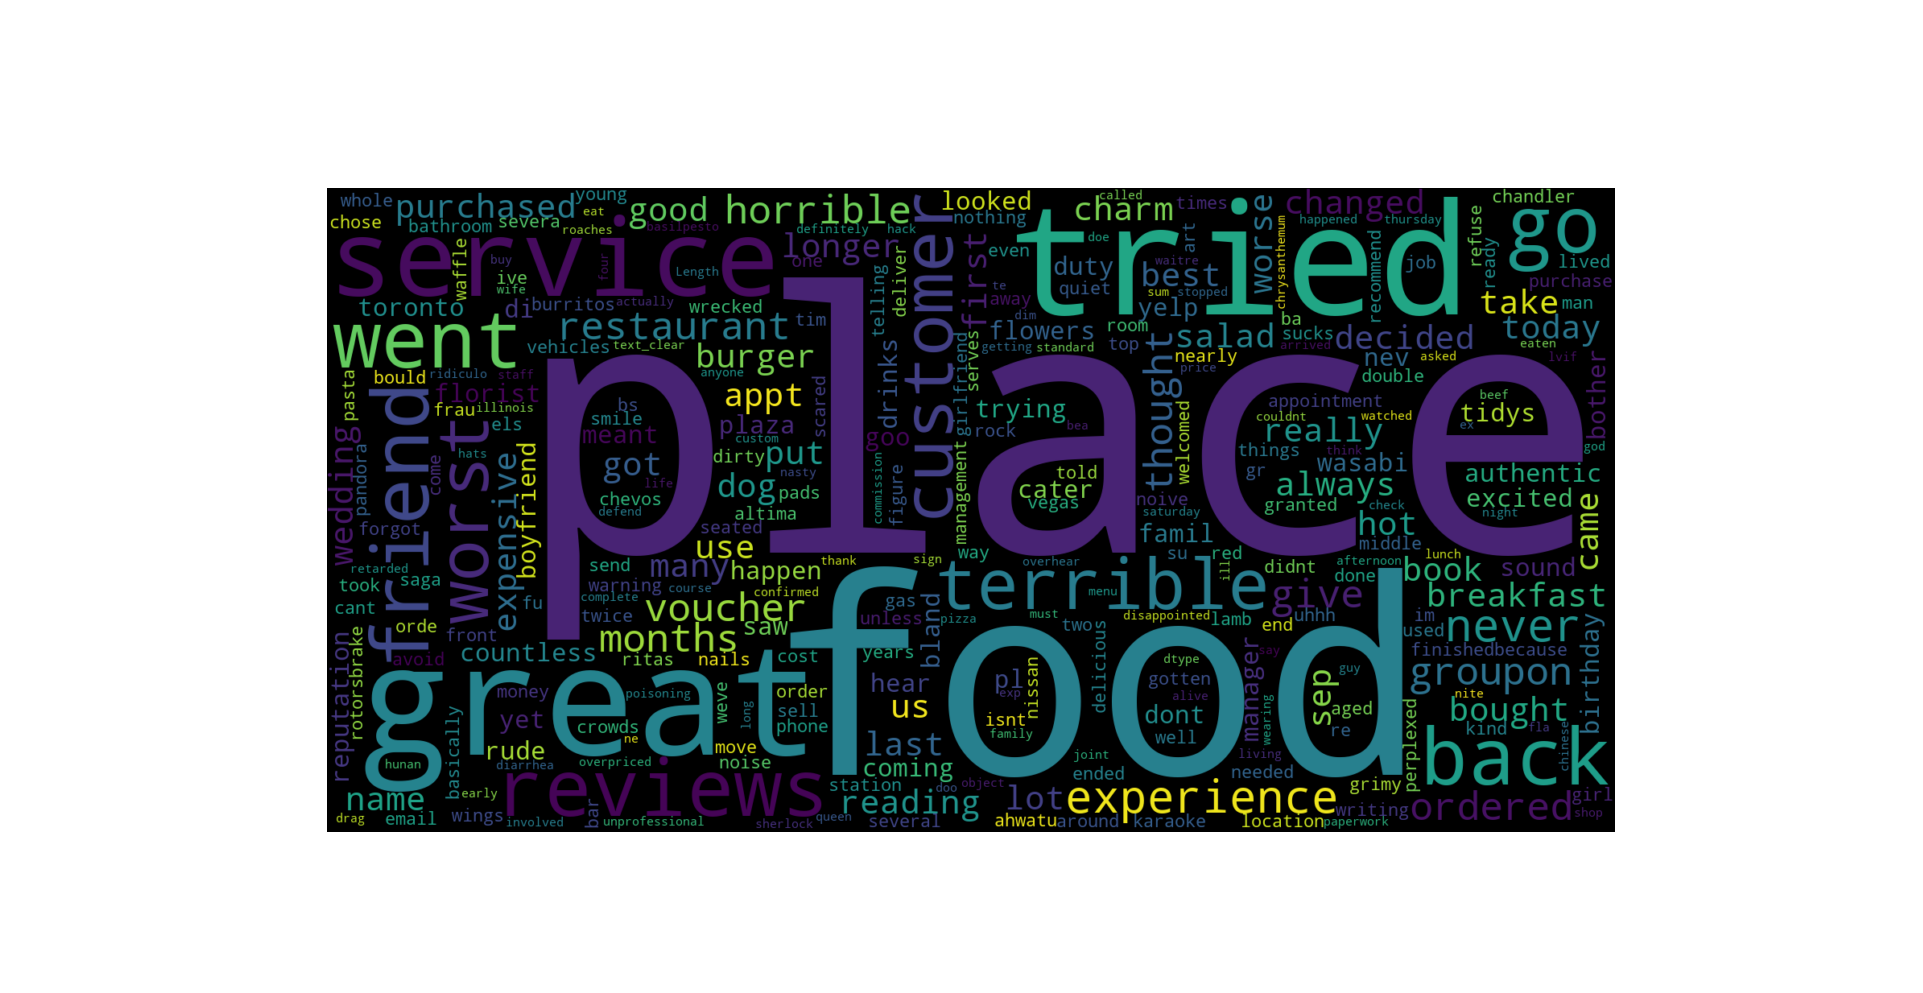 place
food
tried
great
service
went
friend
worst
customer
terrible
reviews
back
go
experience
restaurant
horrible
good
purchased
never
voucher
months
ordered
groupon
give
breakfast
whole
young
chose
bathroom
severa
eat
roaches
basilpesto
waffle
ive
wife
buy
four
Length
longer
one
definitely
hack
looked
nothing
called
charm
times
changed
happened
thursday
chandler
refuse
ready
lived
purchase
take
man
today
toronto
di
burritos
actually
wrecked
tim
telling
deliver
first
even
te
away
dim
doe
duty
quiet
waitre
art
best
sum
stopped
yelp
worse
chrysanthemum
recommend
job
vehicles
text_clear
burger
anyone
drinks
girlfriend
serves
flowers
getting
standard
room
top
salad
nearly
price
ba
sucks
arrived
decided
nev
asked
double
eaten
lvif
bother
pasta
bould
ridiculo
staff
florist
frau
illinois
els
bs
smile
meant
appt
plaza
custom
scared
goo
trying
rock
bea
thought
welcomed
appointment
couldnt
watched
really
things
think
beef
tidys
ex
god
wedding
pandora
come
hats
expensive
boyfriend
got
life
chevos
defend
dirty
put
nasty
dog
pads
altima
seated
commission
figure
management
told
cater
vegas
noive
saturday
gr
always
granted
wasabi
check
authentic
excited
night
hot
middle
came
forgot
retarded
took
saga
cant
use
send
many
happen
warning
course
complete
confirmed
thank
sign
fu
twice
way
overhear
famil
su
red
ille
didnt
afternoon
done
lunch
book
sound
orde
front
saw
gas
unless
bland
pizza
menu
must
two
disappointed
lamb
end
uhhh
im
used
finishedbecause
birthday
reputation
rotorsbrake
avoid
countless
ritas
nails
cost
years
delicious
manager
say
dtype
gotten
alive
money
poisoning
weve
long
order
sell
phone
hear
us
pl
exp
nissan
isnt
family
dont
well
sep
guy
aged
re
nite
bought
kind
fla
chinese
perplexed
yet
crowds
ne
move
noise
rude
basically
diarrhea
overpriced
last
coming
joint
ended
living
needed
wearing
hunan
name
early
drag
email
wings
involved
bar
unprofessional
sherlock
queen
station
reading
several
doo
object
lot
ahwatu
around
karaoke
location
paperwork
writing
grimy
girl
shop